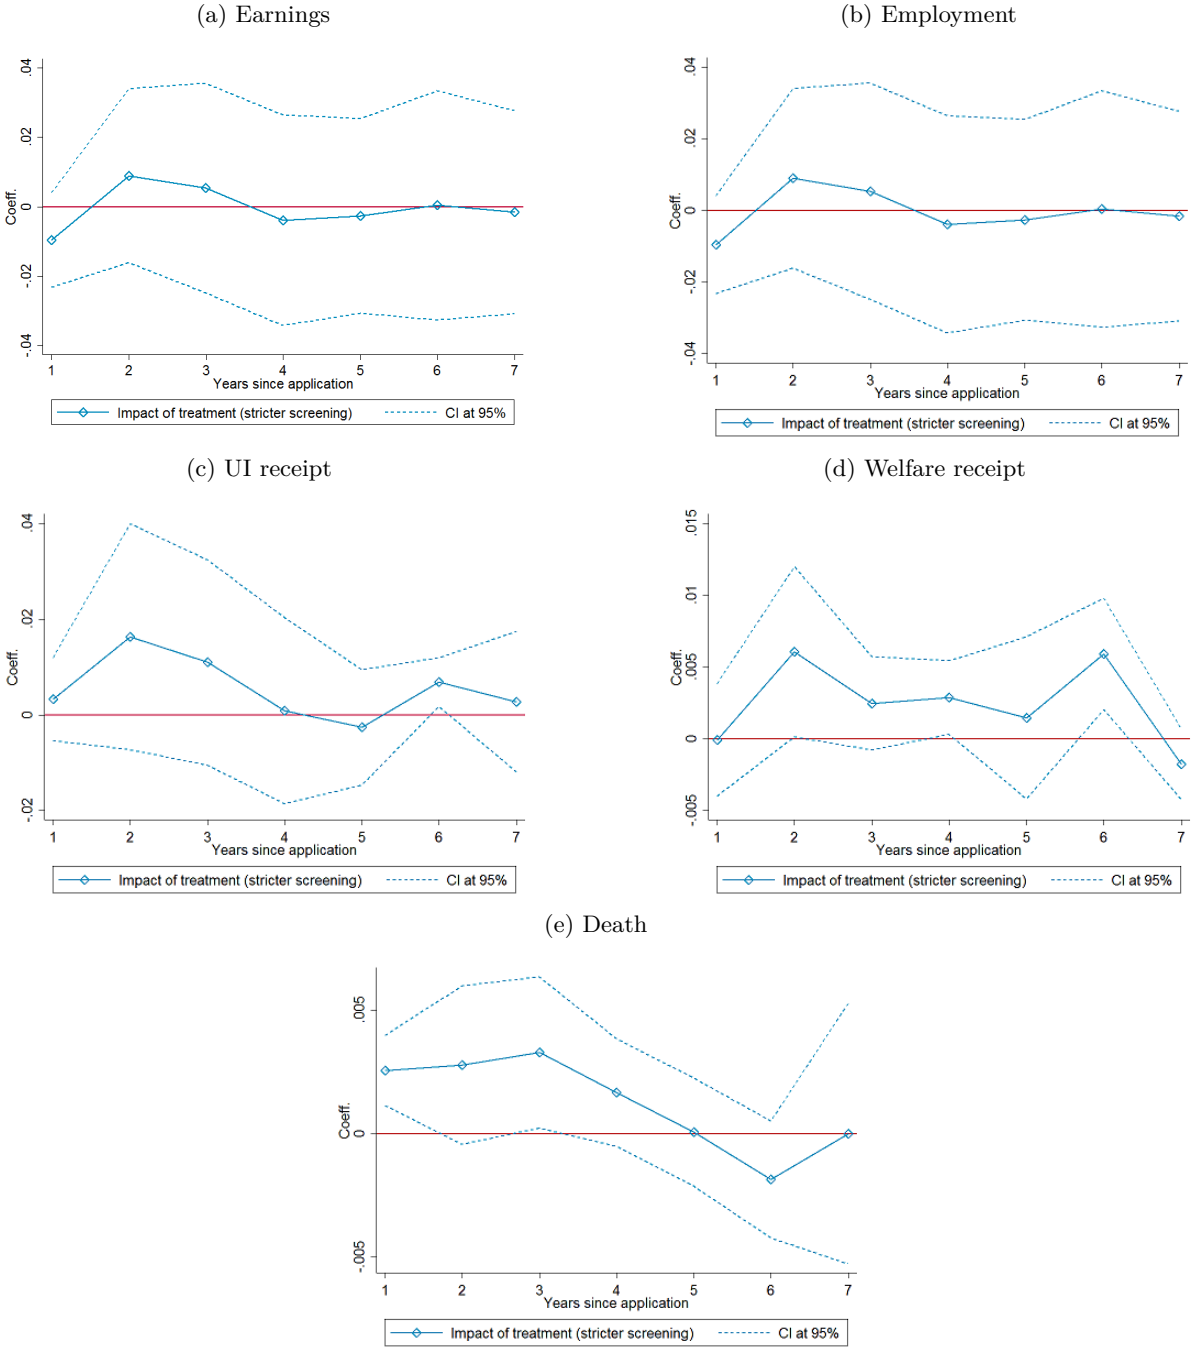 (a) Earnings
(b) Employment
.04
.02
0
-.02
-.04
Coeff.
1 2 3 4 5 6 7
Years since application
Impact of treatment (stricter screening) CI at 95%
.04
.02
0
-.02
-.04
Coeff.
1 2 3 4 5 6 7
Years since application
Impact of treatment (stricter screening) CI at 95%
(c) UI receipt
(d) Welfare receipt
.04
.02
0
-.02
Coeff.
1 2 3 4 5 6 7
Years since application
Impact of treatment (stricter screening) CI at 95%
.015
.01
.005
0
-.005
Coeff.
1 2 3 4 5 6 7
Years since application
Impact of treatment (stricter screening) CI at 95%
(e) Death
.005
0
-.005
Coeff.
1 2 3 4 5 6 7
Years since application
Impact of treatment (stricter screening) CI at 95%